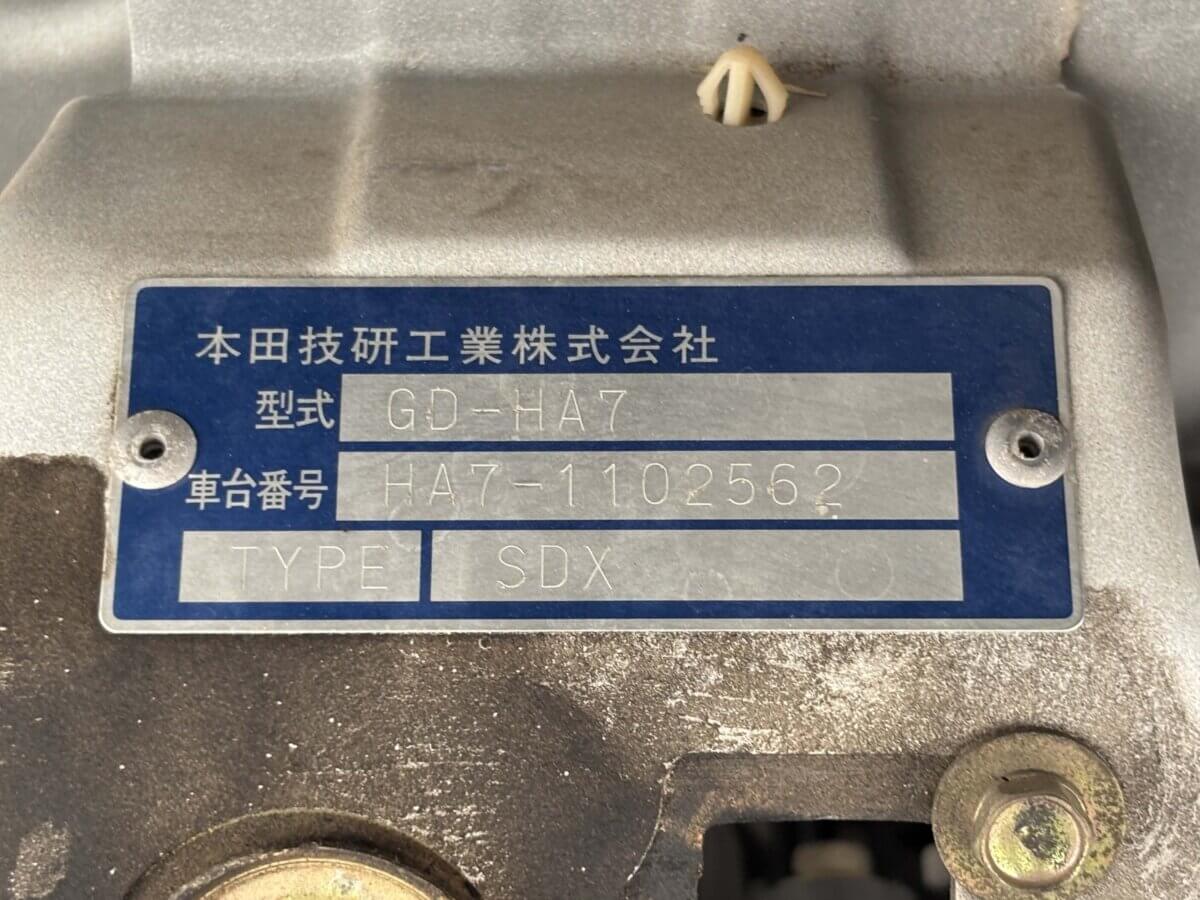 本田技研工業株式会社
型式 GD-HA7
車台番号 HA7-1102562
TYPE SDX